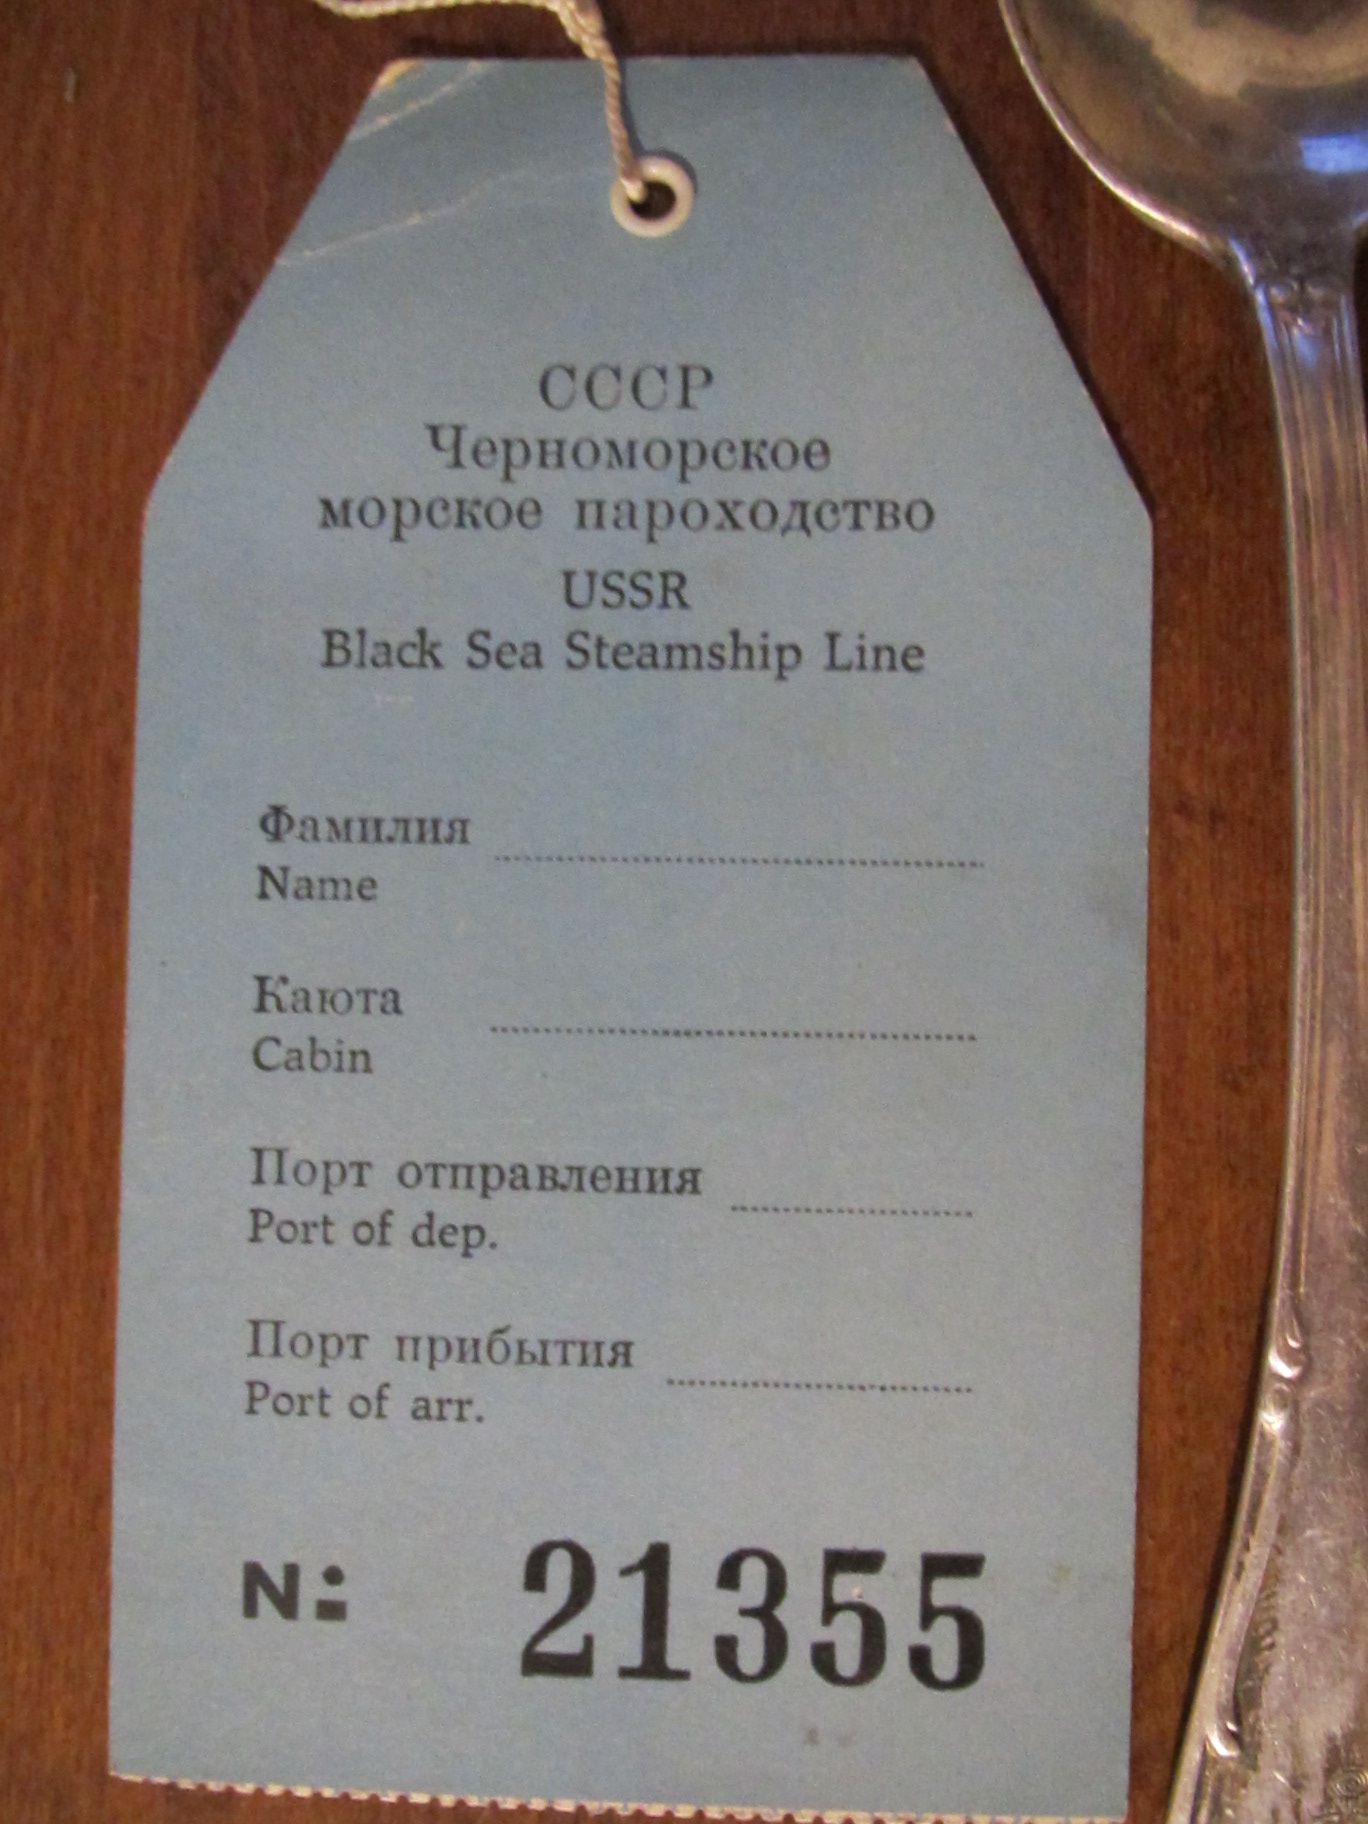 СССР
Черноморское
морское пароходство
USSR
Black Sea Steamship Line
Фамилия
Name
Каюта
Cabin
Порт отправления
Port of dep.
Порт прибытия
Port of arr.
N: 21355